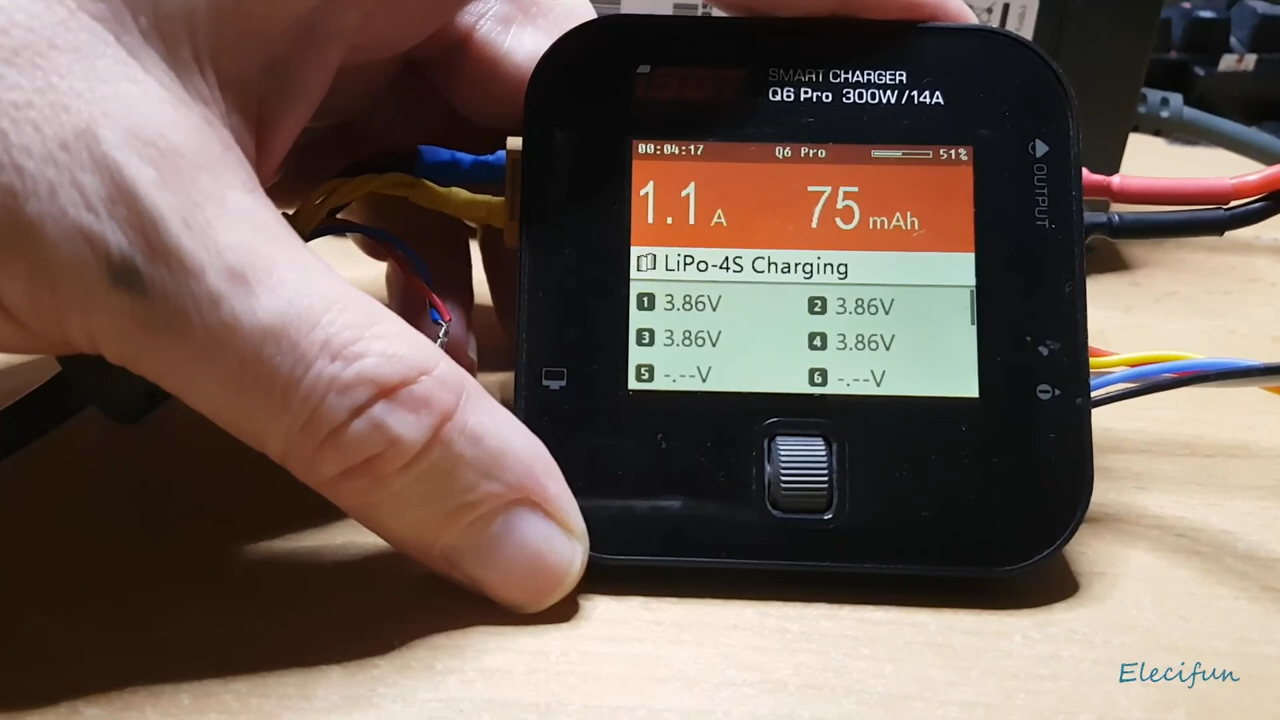 SMART CHARGER
Q6 Pro 300W/14A
00:04:17 Q6 Pro 51%
1.1 A 75 mAh
LiPo-4S Charging
1 3.86V 2 3.86V
3 3.86V 4 3.86V
5 -.--V 6 -.--V
OUTPUT
Elecifun